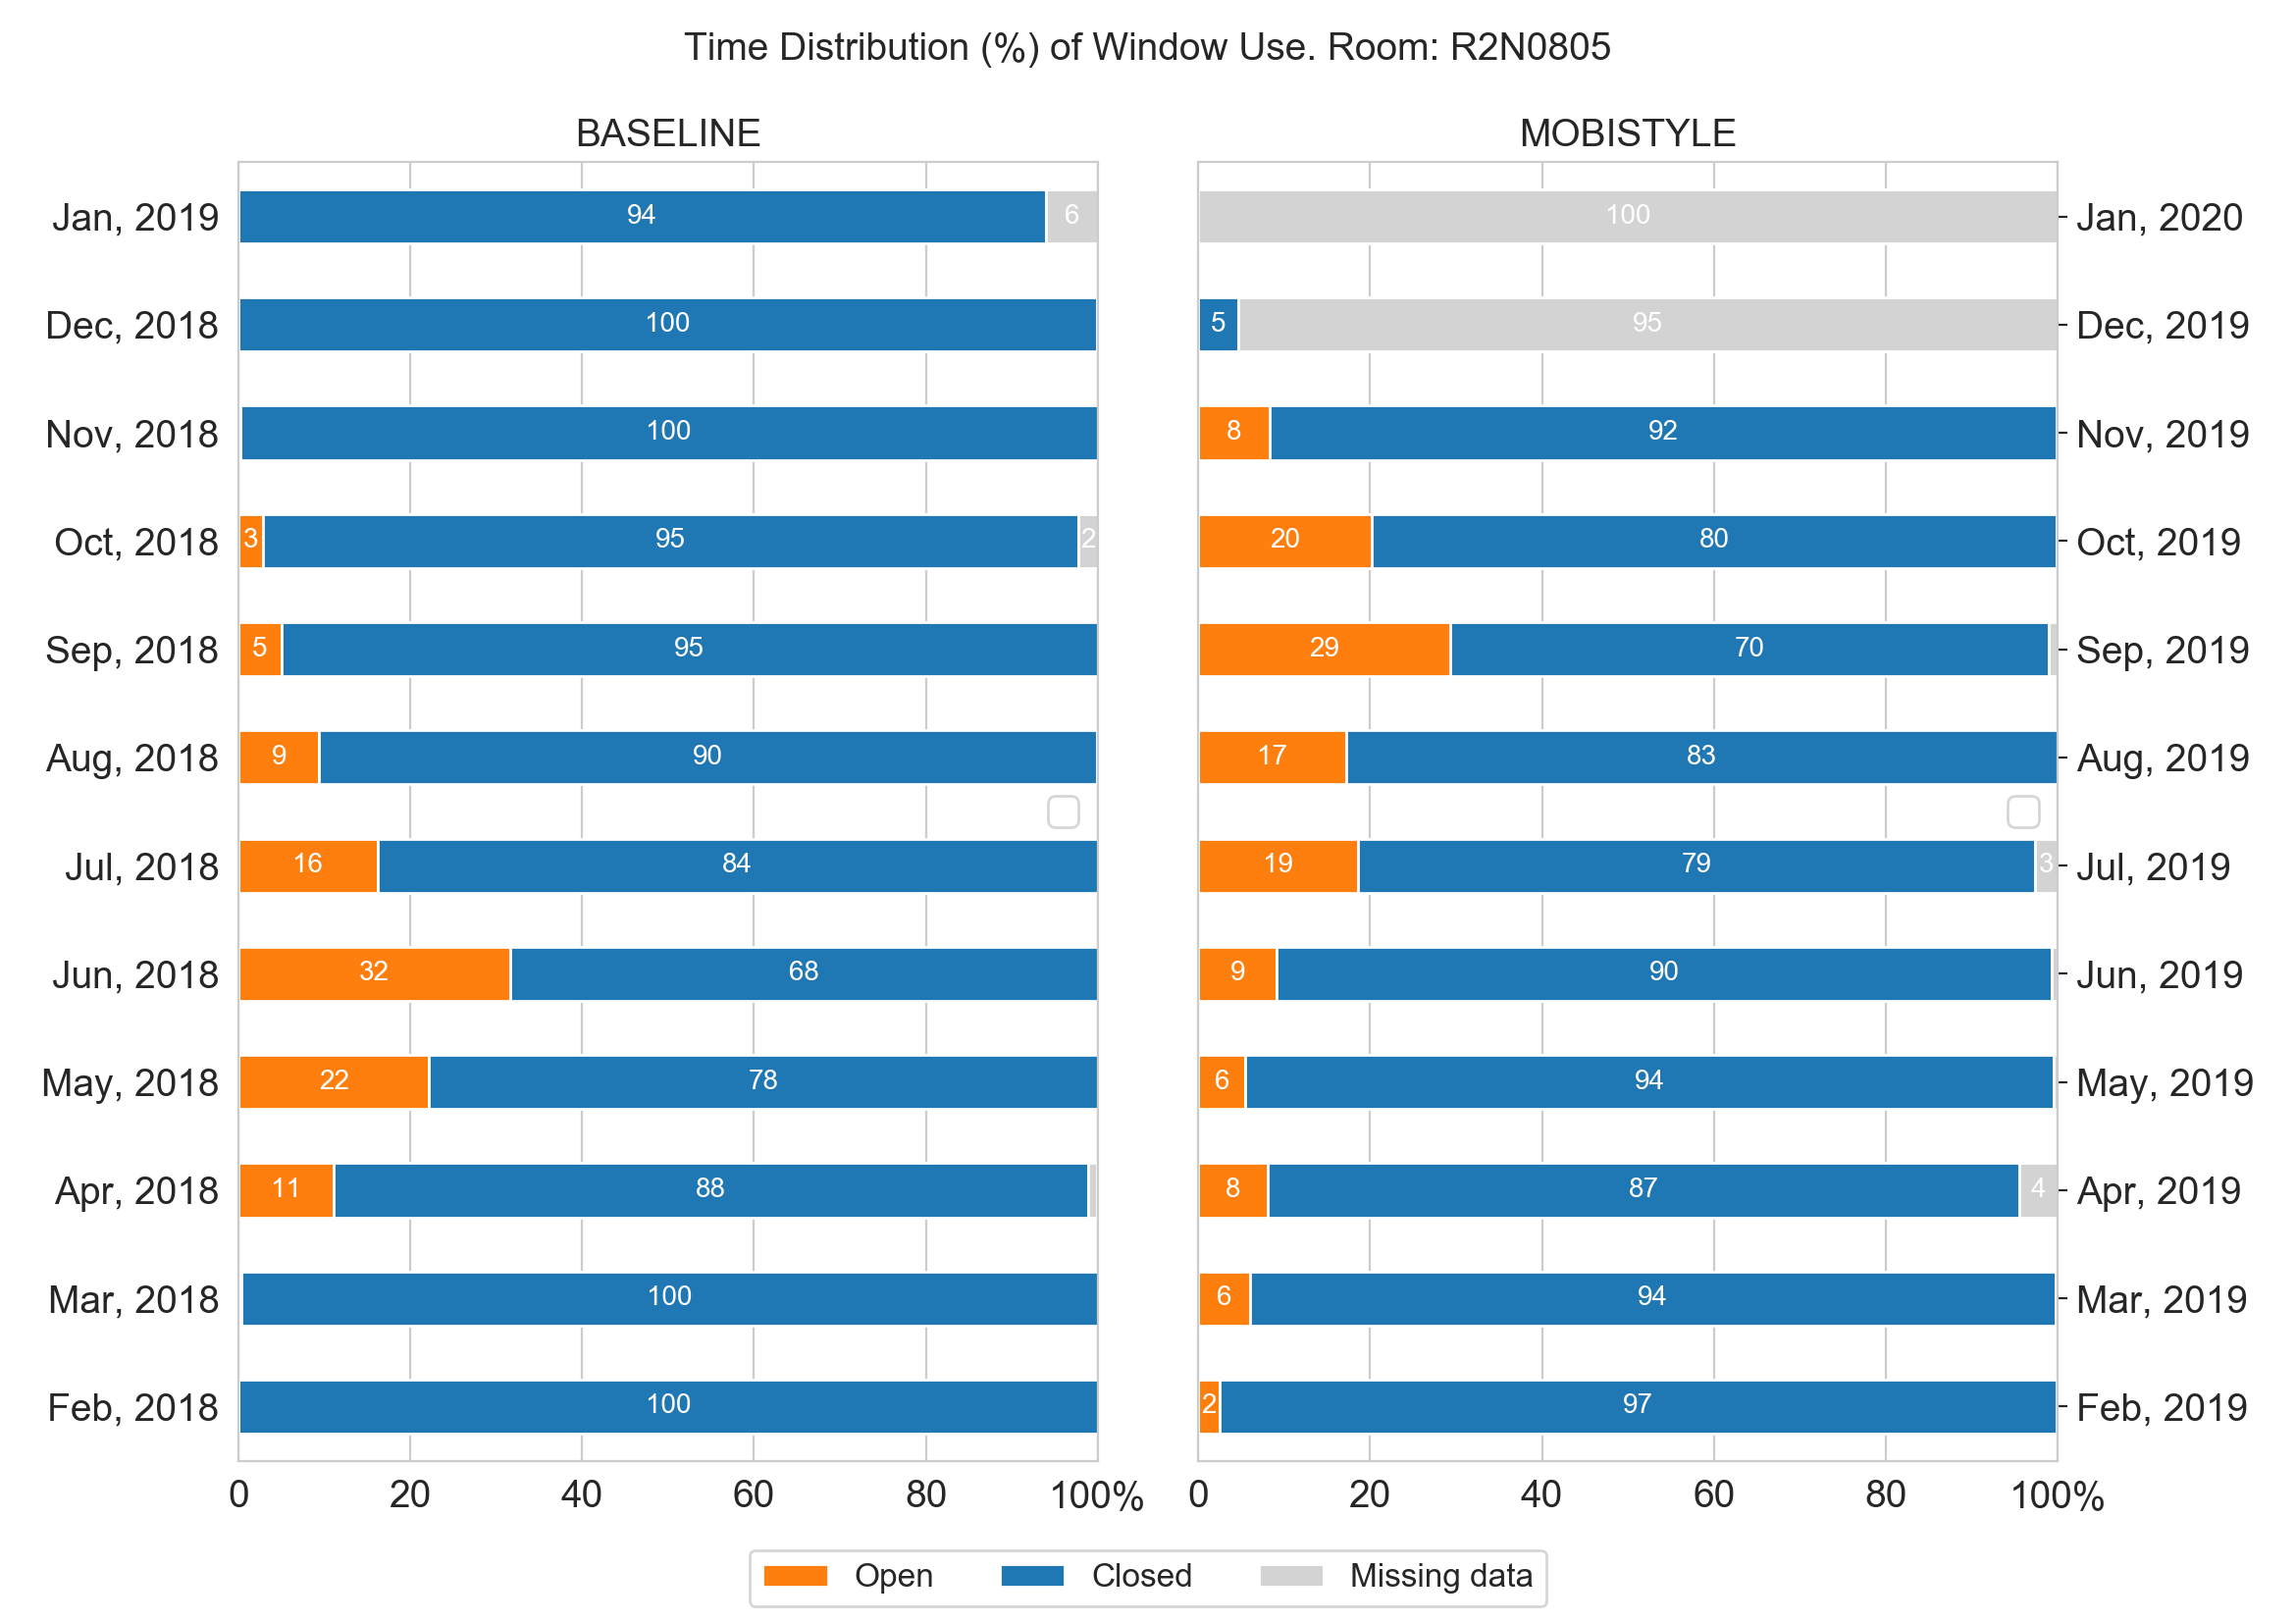 Time Distribution (%) of Window Use. Room: R2N0805
BASELINE
MOBISTYLE
Jan, 2019 94 6 100 Jan, 2020
Dec, 2018 100 5 95 Dec, 2019
Nov, 2018 100 8 92 Nov, 2019
Oct, 2018 3 95 2 20 80 Oct, 2019
Sep, 2018 5 95 29 70 Sep, 2019
Aug, 2018 9 90 17 83 Aug, 2019
Jul, 2018 16 84 19 79 3 Jul, 2019
Jun, 2018 32 68 9 90 Jun, 2019
May, 2018 22 78 6 94 May, 2019
Apr, 2018 11 88 8 87 4 Apr, 2019
Mar, 2018 100 6 94 Mar, 2019
Feb, 2018 100 2 97 Feb, 2019
0 20 40 60 80 100% 0 20 40 60 80 100%
Open Closed Missing data